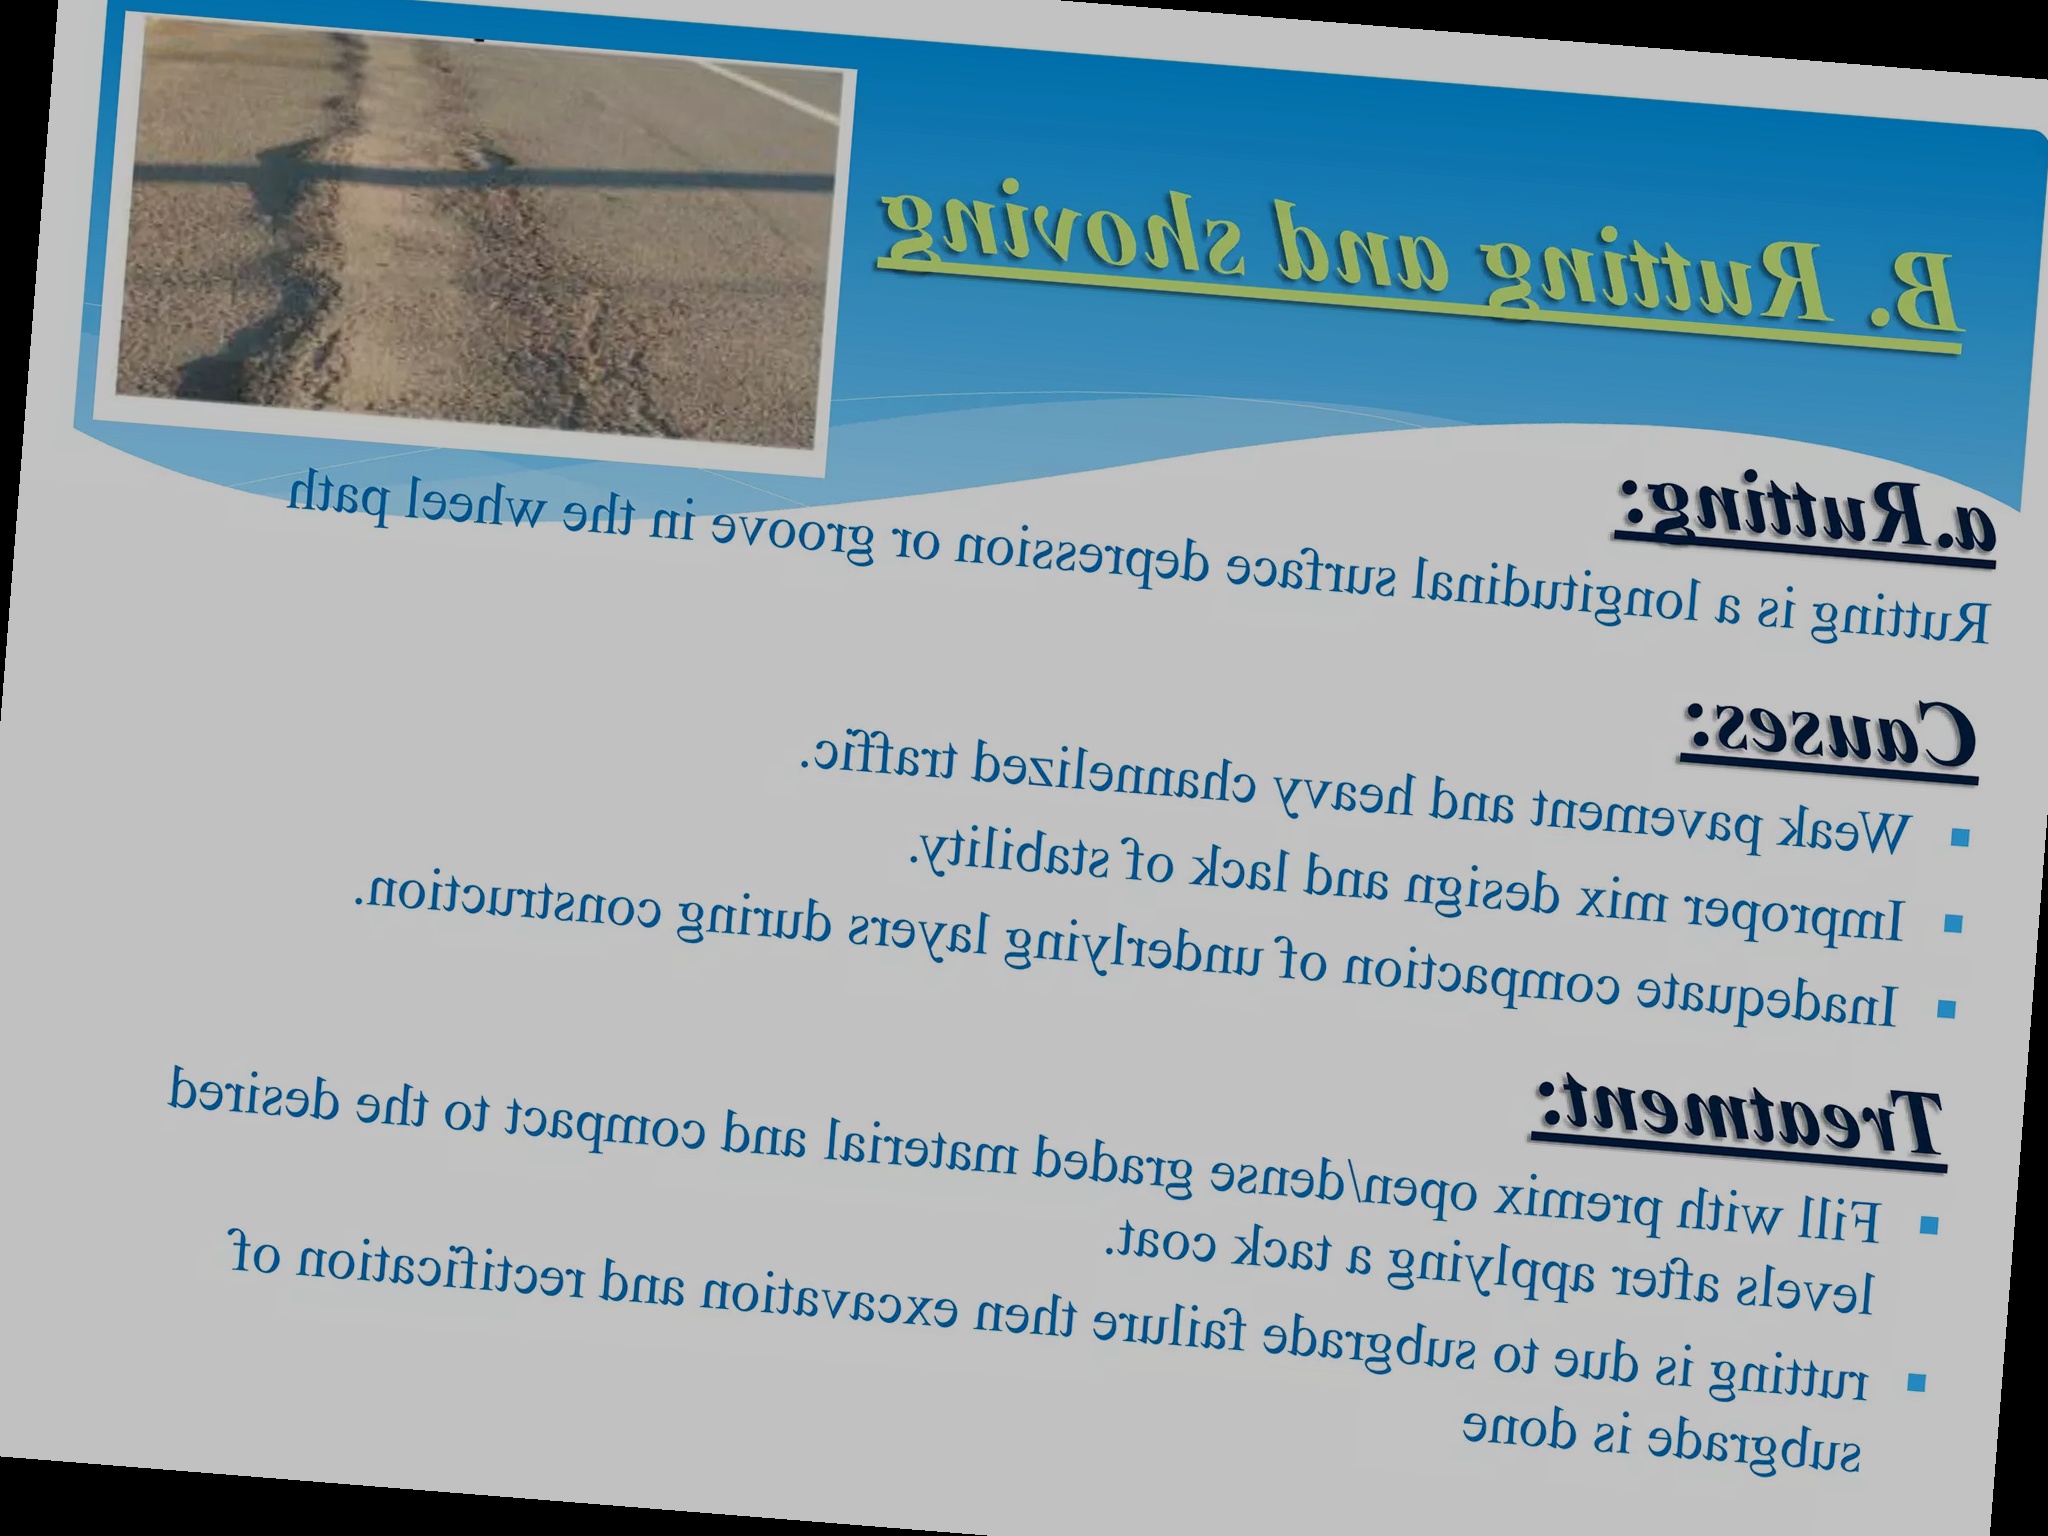 B. Rutting and shoving
a.Rutting:
Rutting is a longitudinal surface depression or groove in the wheel path
Causes:
Weak pavement and heavy channelized traffic.
Improper mix design and lack of stability.
Inadequate compaction of underlying layers during construction.
Treatment:
Fill with premix open/dense graded material and compact to the desired
levels after applying a tack coat.
rutting is due to subgrade failure then excavation and rectification of
subgrade is done